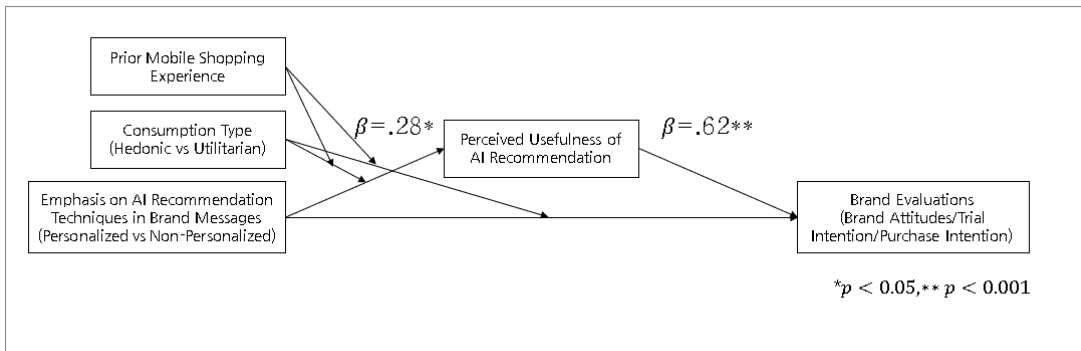 Prior Mobile Shopping
Experience
Consumption Type
(Hedonic vs Utilitarian)
Emphasis on AI Recommendation
Techniques in Brand Messages
(Personalized vs Non-Personalized)
β=.28*
Perceived Usefulness of
AI Recommendation
β=.62**
Brand Evaluations
(Brand Attitudes/Trial
Intention/Purchase Intention)
*p < 0.05,** p < 0.001